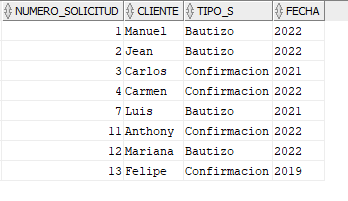 NUMERO_SOLICITUD CLIENTE TIPO_S FECHA
1 Manuel Bautizo 2022
2 Jean Bautizo 2022
3 Carlos Confirmacion 2021
4 Carmen Confirmacion 2022
7 Luis Bautizo 2021
11 Anthony Confirmacion 2022
12 Mariana Bautizo 2022
13 Felipe Confirmacion 2019